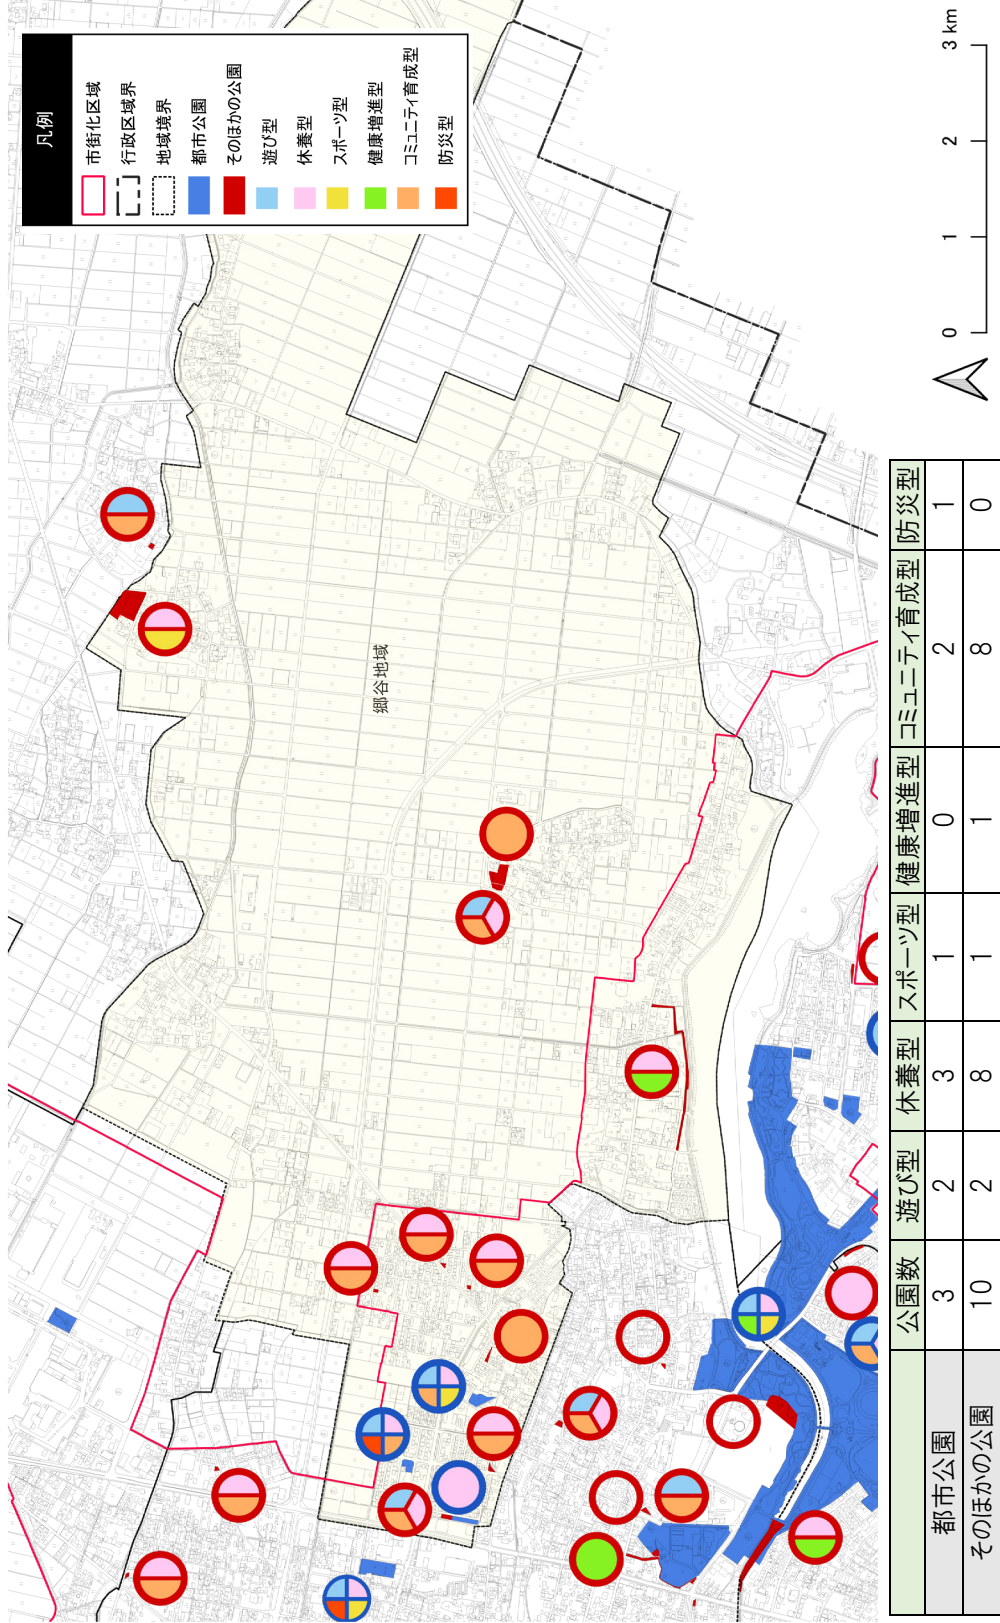 凡例
市街化区域
行政区域界
地域境界
都市公園
そのほかの公園
遊び型
休養型
スポーツ型
健康増進型
コミュニティ育成型
防災型
郷谷地域
0 1 2 3 km
公園数 遊び型 休養型 スポーツ型 健康増進型 コミュニティ育成型 防災型
都市公園 3 2 3 1 0 2 1
そのほかの公園 10 2 8 1 1 8 0